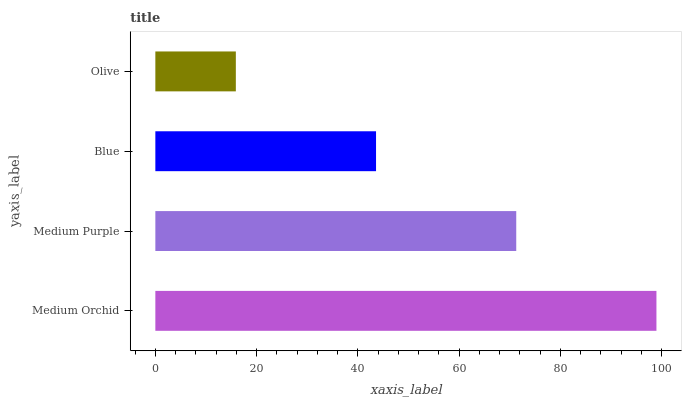 title
Olive
Blue
Medium Purple
Medium Orchid
yaxis_label
0 20 40 60 80 100
xaxis_label